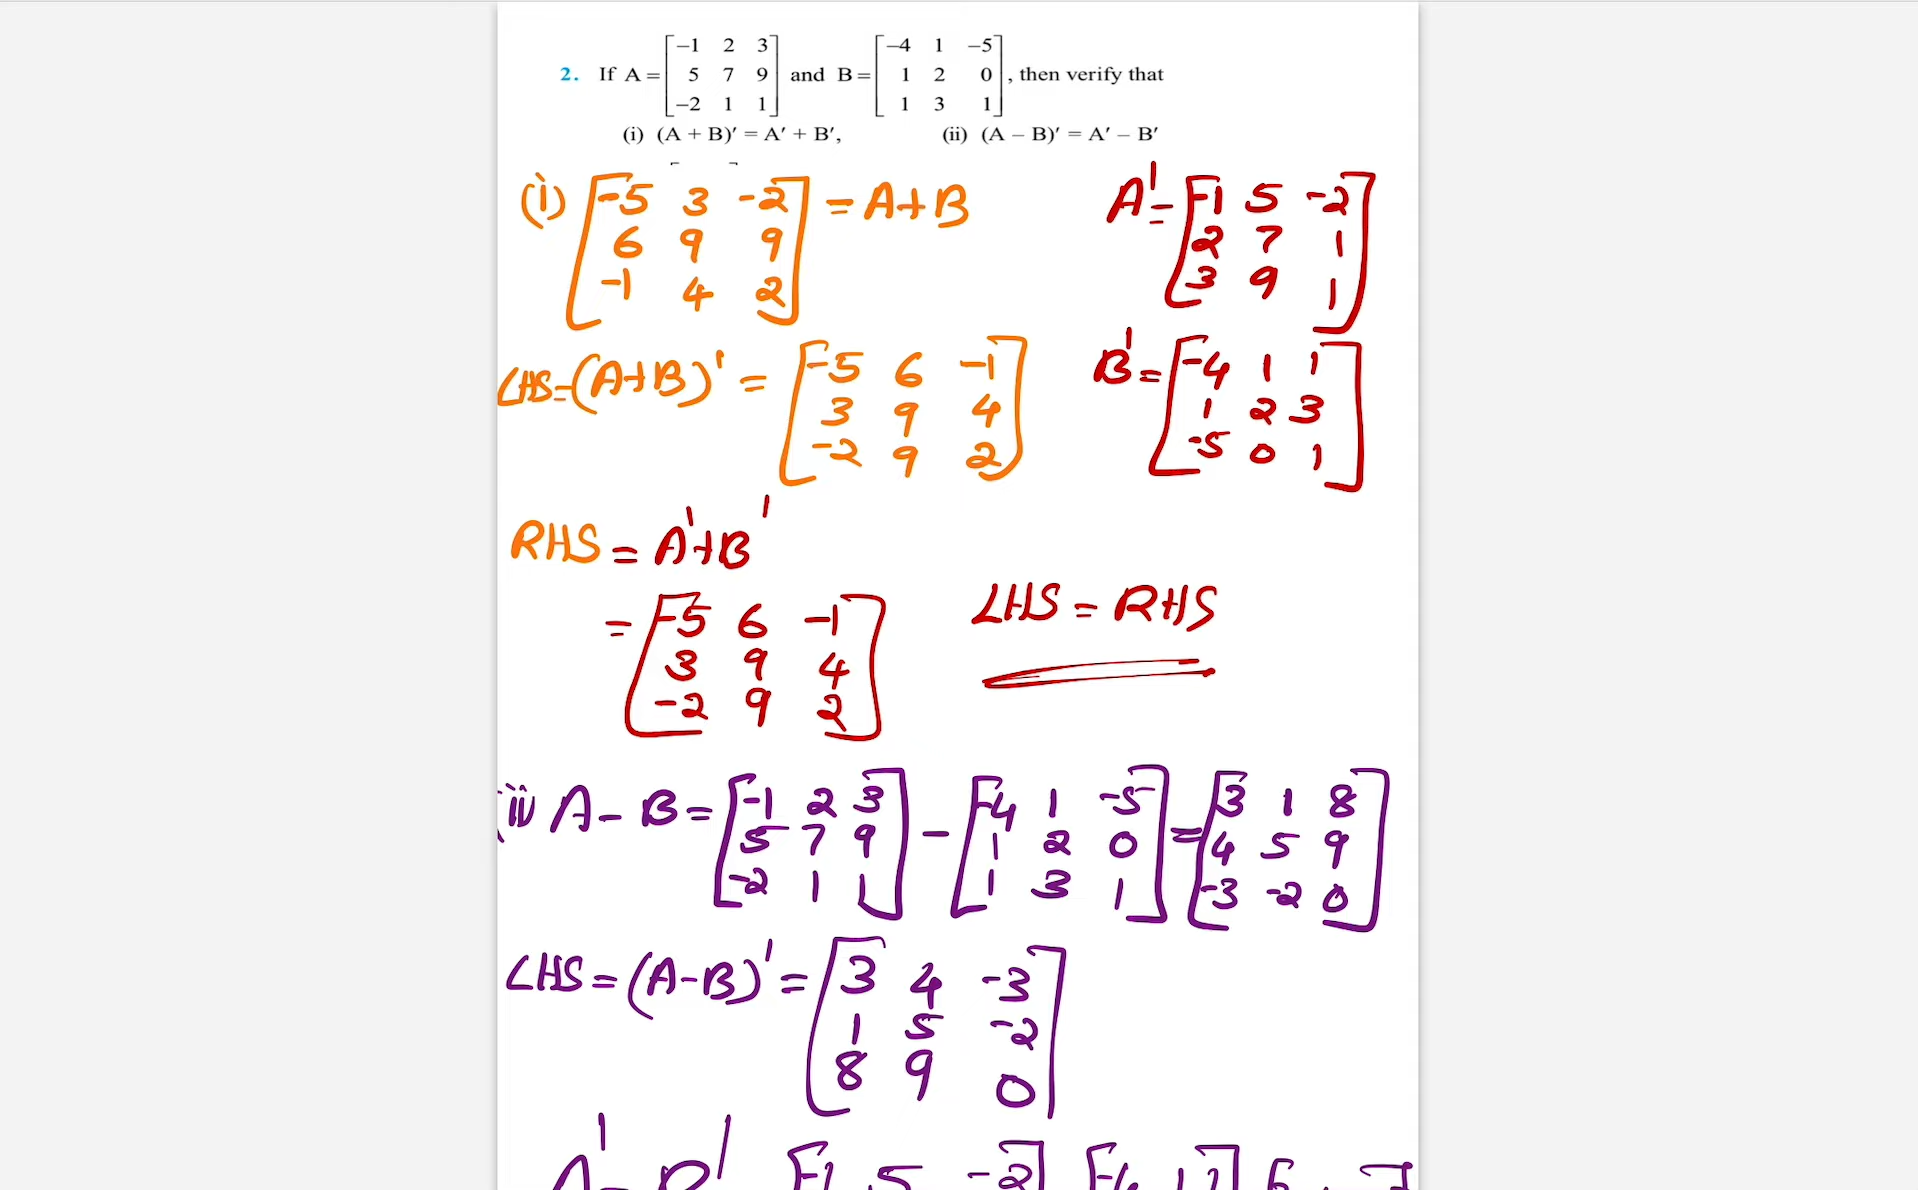 2. If A = [−1 2 3 and B = [−4 1 −5
5 7 9 1 2 0
−2 1 1] 1 3 1], then verify that
(i) (A + B)′ = A′ + B′, (ii) (A – B)′ = A′ – B′
(i) [-5 3 -2 = A+B
6 9 9
-1 4 2]
A' = [-1 5 -2
2 7 1
3 9 1]
LHS = (A+B)' = [-5 6 -1
3 9 4
-2 9 2]
B' = [-4 1 1
1 2 3
-5 0 1]
RHS = A'+B'
= [-5 6 -1
3 9 4
-2 9 2]
LHS = RHS
(ii) A - B = [-1 2 3 - [-4 1 -5 = [3 1 8
5 7 9 1 2 0 4 5 9
-2 1 1] 1 3 1] -3 -2 0]
LHS = (A-B)' = [3 4 -3
1 5 -2
8 9 0]